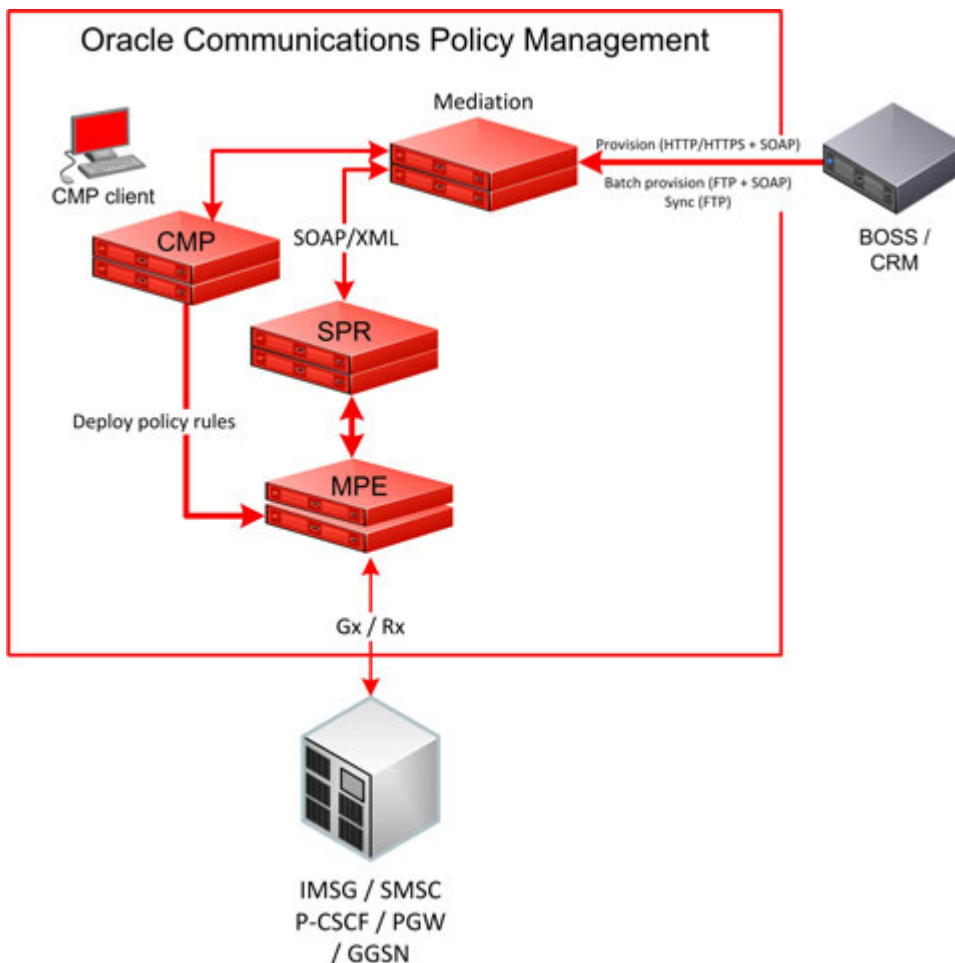 Oracle Communications Policy Management
Mediation
Provision (HTTP/HTTPS + SOAP)
Batch provision (FTP + SOAP)
Sync (FTP)
CMP client
BOSS /
CRM
CMP
SOAP/XML
SPR
Deploy policy rules
MPE
Gx / Rx
IMSG / SMSC
P-CSCF / PGW
/ GGSN